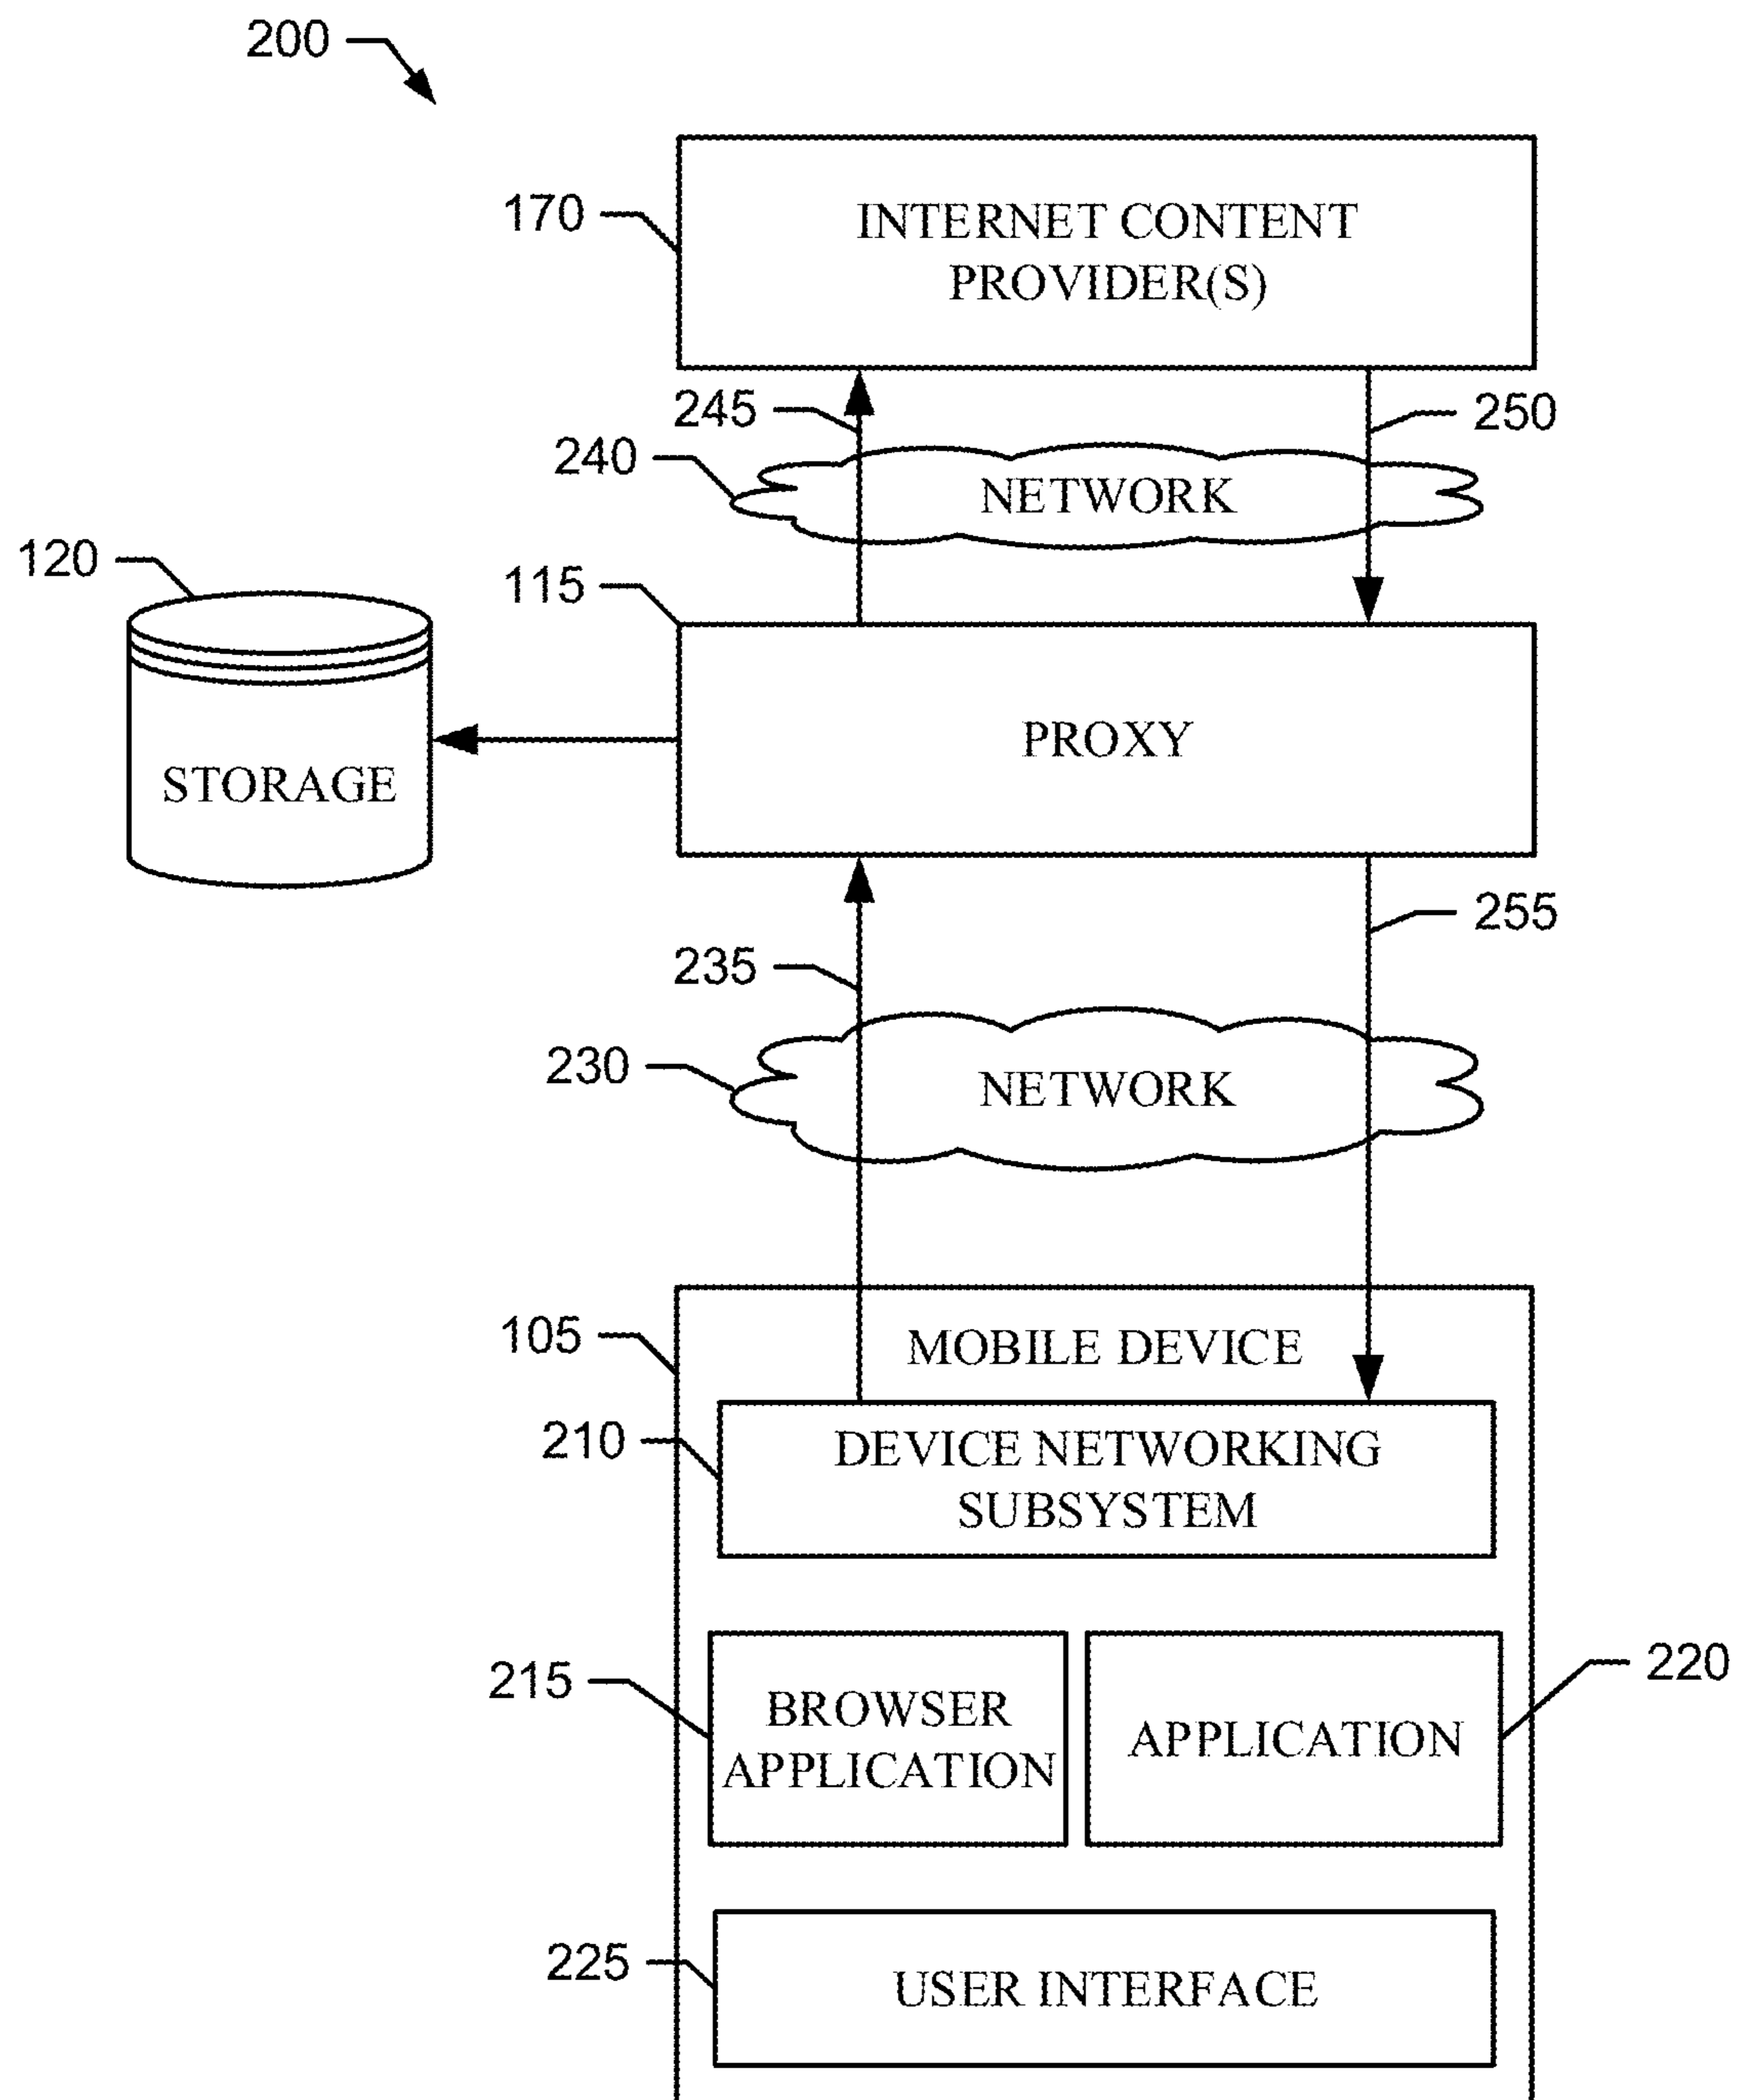 200
170
INTERNET CONTENT
PROVIDER(S)
245
250
240
NETWORK
120
115
STORAGE
PROXY
235
255
230
NETWORK
105
MOBILE DEVICE
210
DEVICE NETWORKING
SUBSYSTEM
215
BROWSER
APPLICATION
APPLICATION
220
225
USER INTERFACE